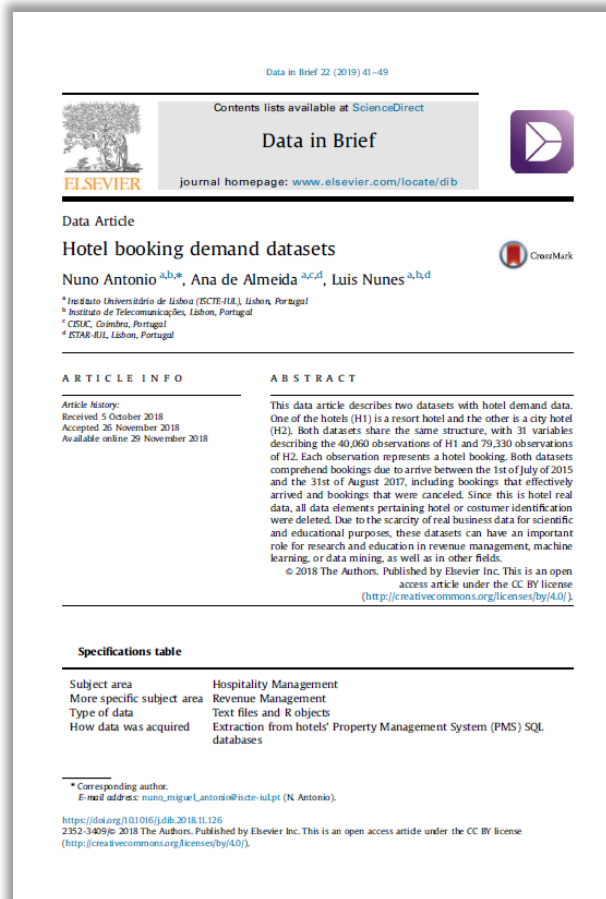 Data in Brief 22 (2019) 41–49
Contents lists available at ScienceDirect
Data in Brief
journal homepage: www.elsevier.com/locate/dib
ELSEVIER
Data Article
Hotel booking demand datasets
CrossMark
Nuno Antonio a,b,*, Ana de Almeida a,c,d, Luis Nunes a,b,d
a Instituto Universitário de Lisboa (ISCTE-IUL), Lisbon, Portugal
b Instituto de Telecomunicações, Lisbon, Portugal
c CISUC, Coimbra, Portugal
d ISTAR-IUL, Lisbon, Portugal
ARTICLE INFO
Article history:
Received 5 October 2018
Accepted 26 November 2018
Available online 29 November 2018
ABSTRACT
This data article describes two datasets with hotel demand data.
One of the hotels (H1) is a resort hotel and the other is a city hotel
(H2). Both datasets share the same structure, with 31 variables
describing the 40,060 observations of H1 and 79,330 observations
of H2. Each observation represents a hotel booking. Both datasets
comprehend bookings due to arrive between the 1st of July of 2015
and the 31st of August 2017, including bookings that effectively
arrived and bookings that were canceled. Since this is hotel real
data, all data elements pertaining hotel or costumer identification
were deleted. Due to the scarcity of real business data for scientific
and educational purposes, these datasets can have an important
role for research and education in revenue management, machine
learning, or data mining, as well as in other fields.
© 2018 The Authors. Published by Elsevier Inc. This is an open
access article under the CC BY license
(http://creativecommons.org/licenses/by/4.0/).
Specifications table
Subject area Hospitality Management
More specific subject area Revenue Management
Type of data Text files and R objects
How data was acquired Extraction from hotels' Property Management System (PMS) SQL
databases
* Corresponding author.
E-mail address: nuno_miguel_antonio@iscte-iul.pt (N. Antonio).
https://doi.org/10.1016/j.dib.2018.11.126
2352-3409/© 2018 The Authors. Published by Elsevier Inc. This is an open access article under the CC BY license
(http://creativecommons.org/licenses/by/4.0/).